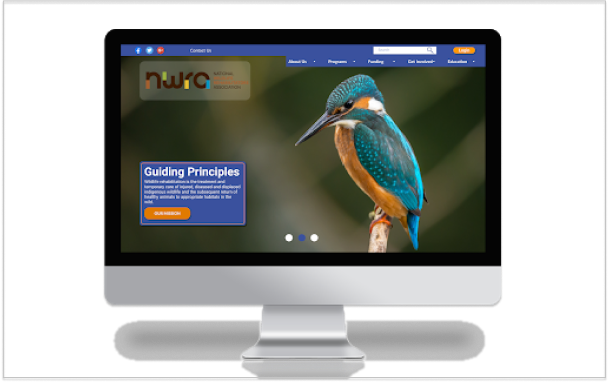 Contact Us
Search
Login
About Us
Programs
Funding
Get Involved
Education
nwra
NATIONAL
ASSOCIATION
Guiding Principles
Wildlife rehabilitation is the treatment and
temporary care of injured, diseased and displaced
indigenous wildlife and the subsequent return of
healthy animals to appropriate habitats in the
wild.
OUR MISSION